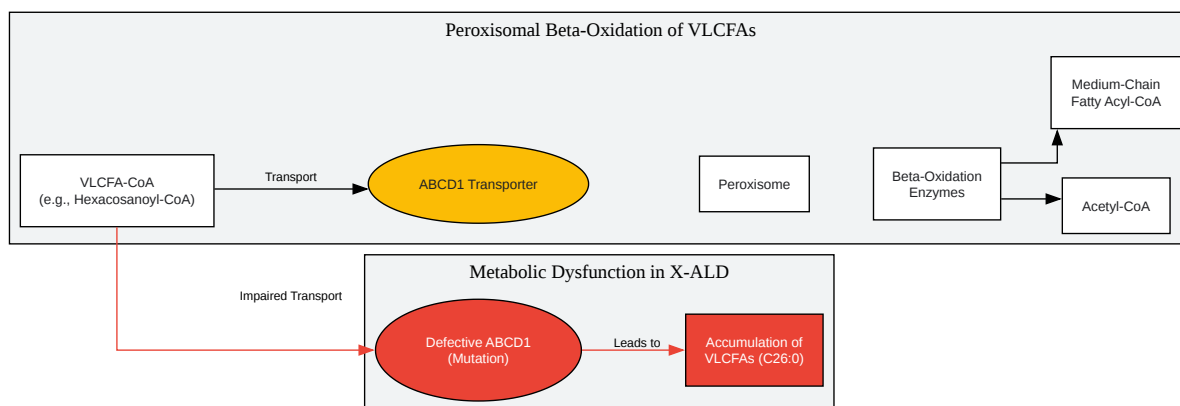 Peroxisomal Beta-Oxidation of VLCFAs
Medium-Chain
Fatty Acyl-CoA
VLCFA-CoA
(e.g., Hexacosanoyl-CoA)
Transport
ABCD1 Transporter
Peroxisome
Beta-Oxidation
Enzymes
Acetyl-CoA
Metabolic Dysfunction in X-ALD
Impaired Transport
Defective ABCD1
(Mutation)
Leads to
Accumulation of
VLCFAs (C26:0)